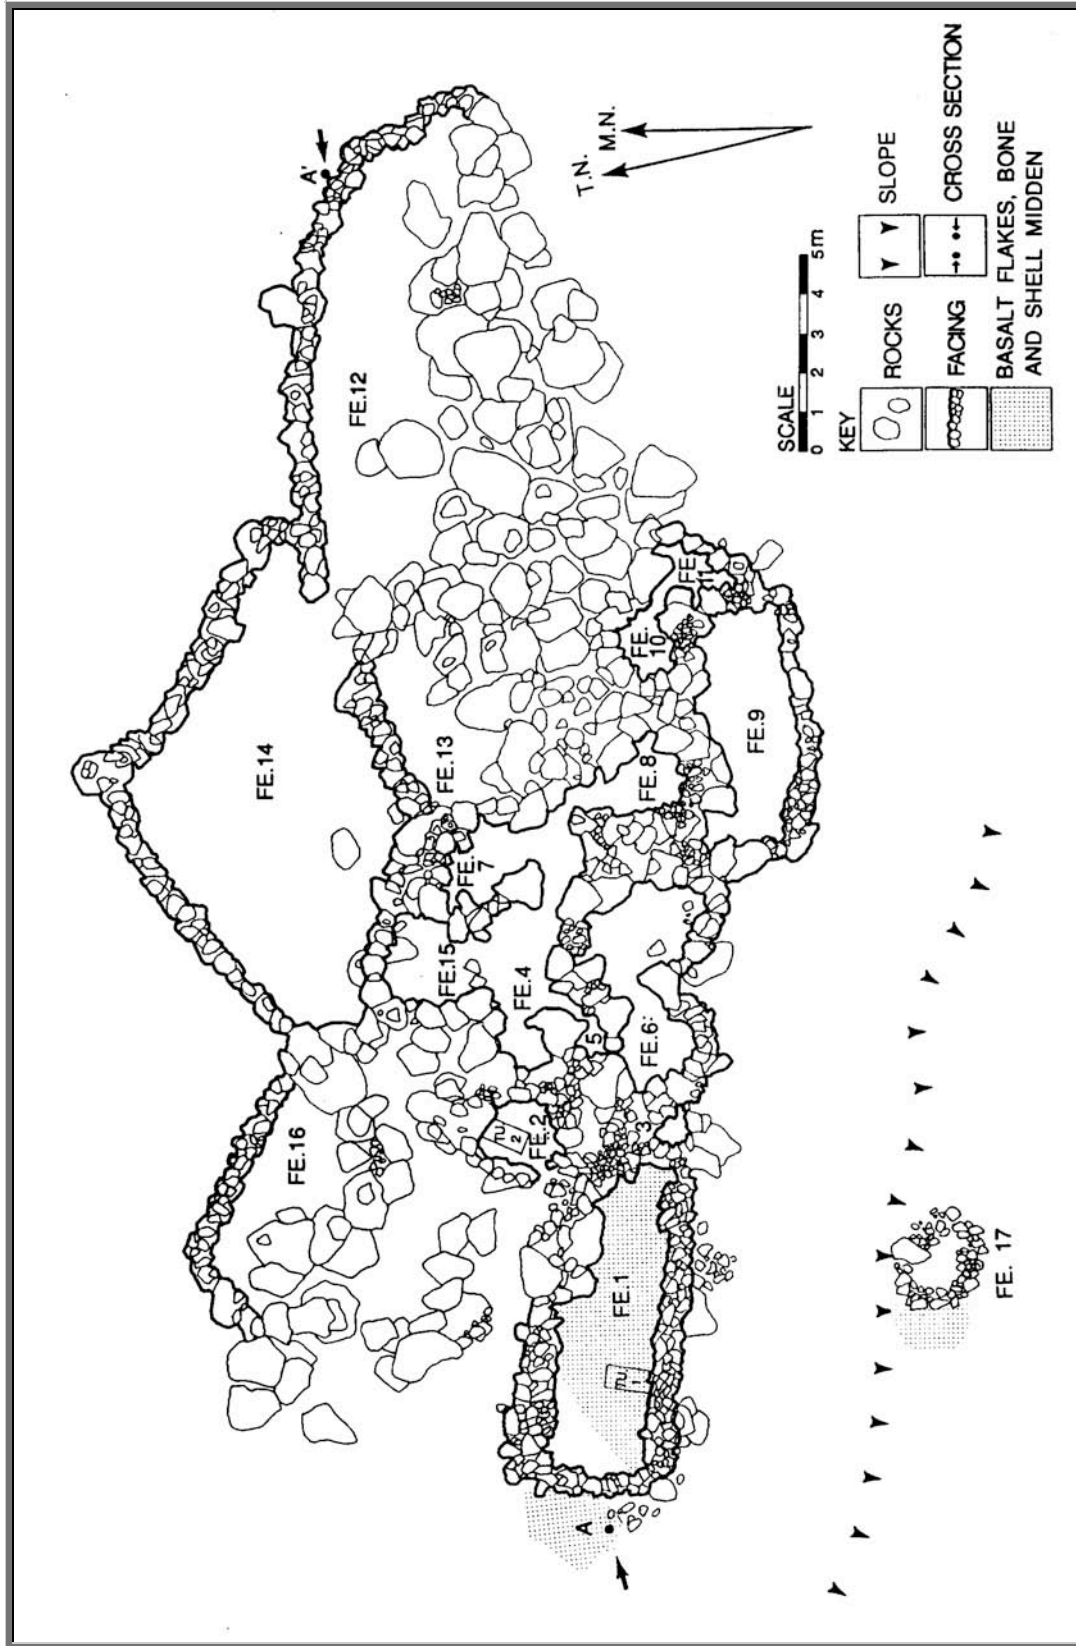 A'
T.N.
M.N.
FE.12
FE.14
FE.13
FE.
7
FE.15
FE.4
FE.16
TU
2
FE.2
5
FE.6:
3
FE.8
FE.
10
FE.
11
FE.9
FE.1
TU.
1
A
FE. 17
SCALE
0 1 2 3 4 5m
KEY
ROCKS
SLOPE
FACING
CROSS SECTION
BASALT FLAKES, BONE
AND SHELL MIDDEN